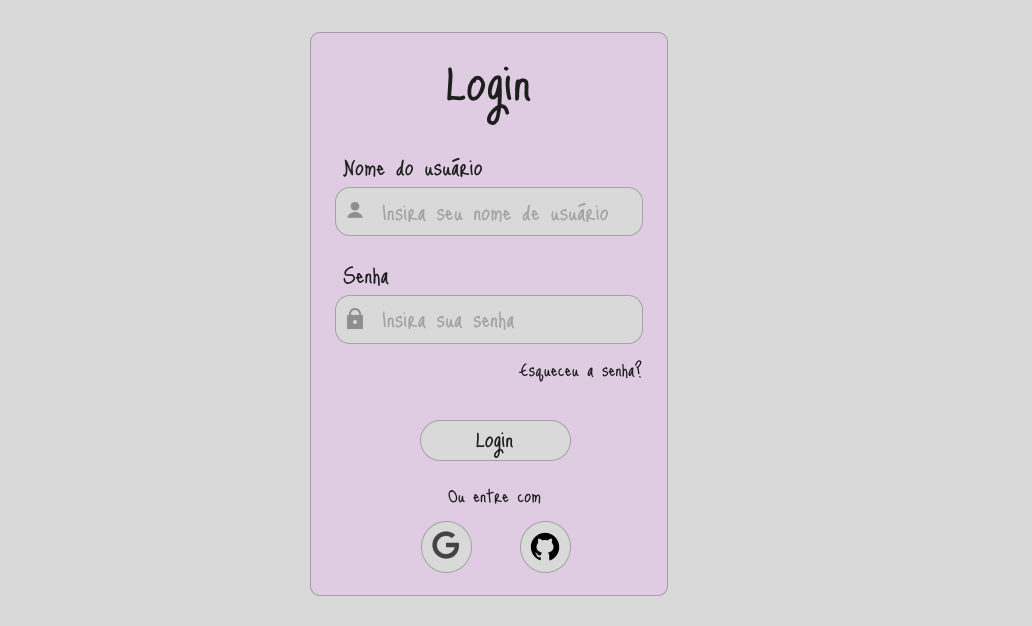 Login
Nome do usuário
Insira seu nome de usuário
Senha
Insira sua senha
Esqueceu a senha?
Login
Ou entre com
G